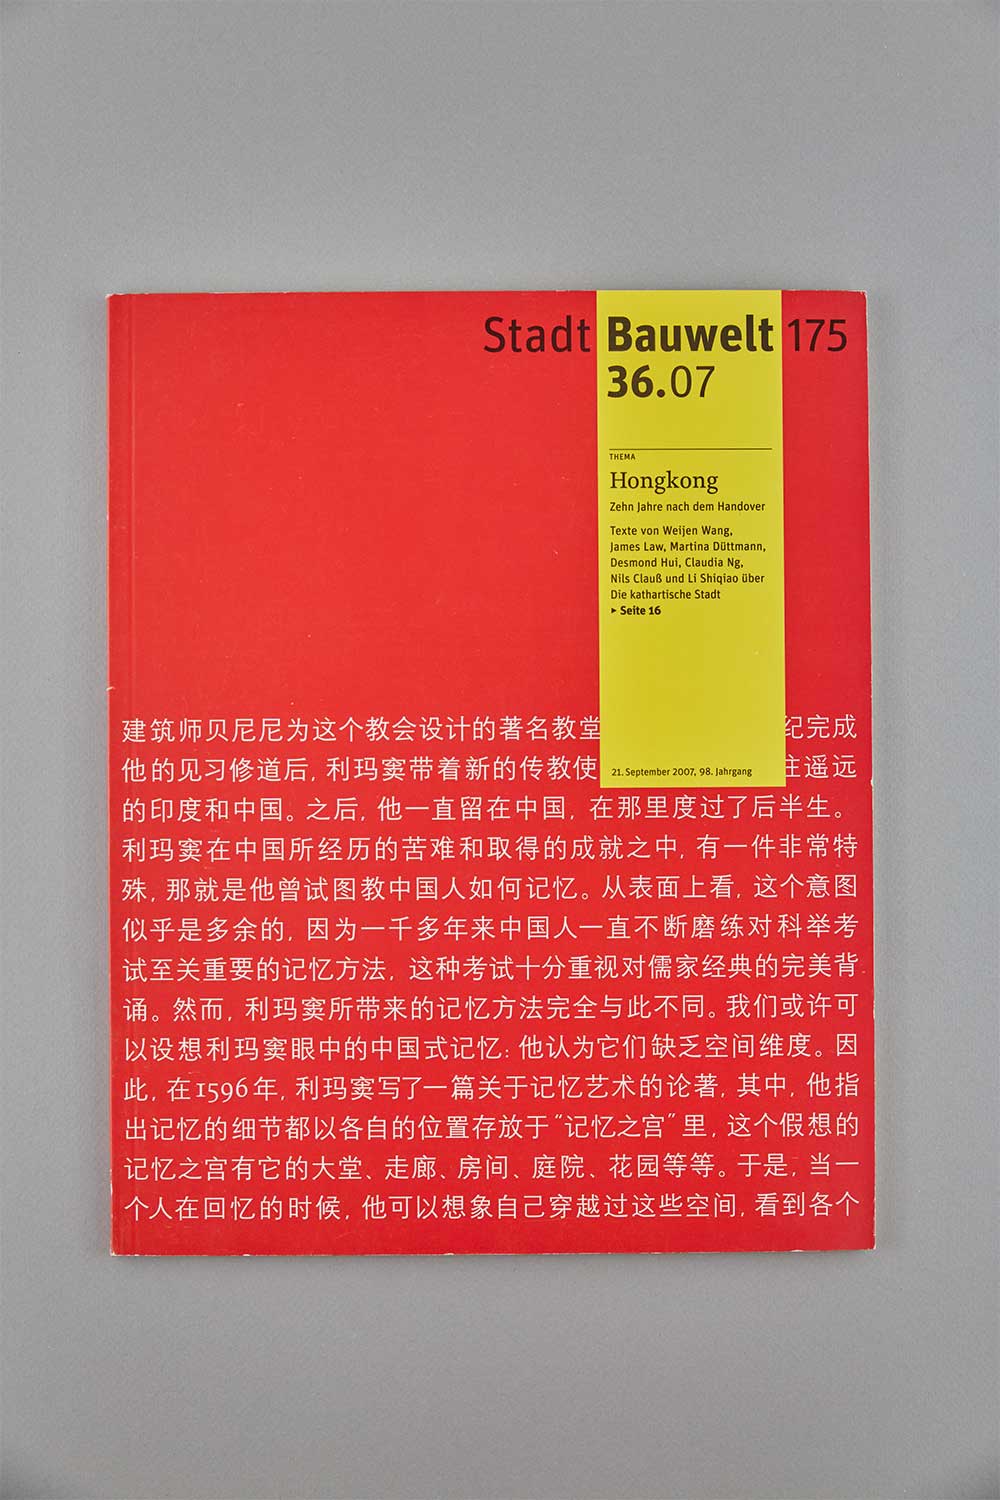 Stadt Bauwelt 175
36.07
THEMA
Hongkong
Zehn Jahre nach dem Handover
Texte von Weijen Wang,
James Law, Martina Düttmann,
Desmond Hui, Claudia Ng,
Nils Clauß und Li Shiqiao über
Die kathartische Stadt
▸ Seite 16
21. September 2007, 98. Jahrgang
建筑师贝尼尼为这个教会设计的著名教堂 纪完成
他的见习修道后, 利玛窦带着新的传教使 往遥远
的印度和中国。之后, 他一直留在中国, 在那里度过了后半生。
利玛窦在中国所经历的苦难和取得的成就之中, 有一件非常特
殊, 那就是他曾试图教中国人如何记忆。从表面上看, 这个意图
似乎是多余的, 因为一千多年来中国人一直不断磨练对科举考
试至关重要的记忆方法, 这种考试十分重视对儒家经典的完美背
诵。然而, 利玛窦所带来的记忆方法完全与此不同。我们或许可
以设想利玛窦眼中的中国式记忆: 他认为它们缺乏空间维度。因
此, 在1596年, 利玛窦写了一篇关于记忆艺术的论著, 其中, 他指
出记忆的细节都以各自的位置存放于“记忆之宫”里, 这个假想的
记忆之宫有它的大堂、走廊、房间、庭院、花园等等。于是, 当一
个人在回忆的时候, 他可以想象自己穿越过这些空间, 看到各个